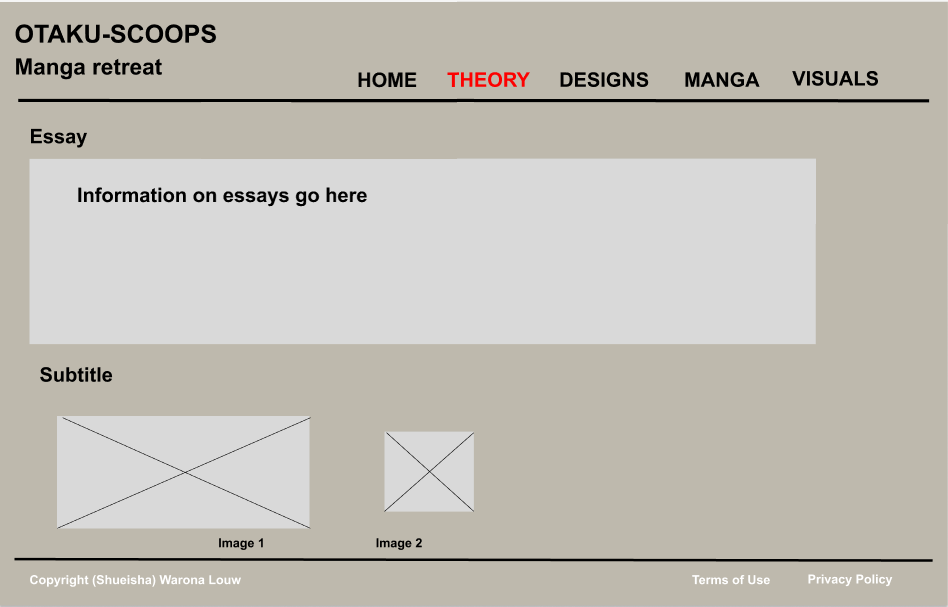 OTAKU-SCOOPS
Manga retreat
HOME THEORY DESIGNS MANGA VISUALS
Essay
Information on essays go here
Subtitle
Image 1 Image 2
Copyright (Shueisha) Warona Louw Terms of Use Privacy Policy